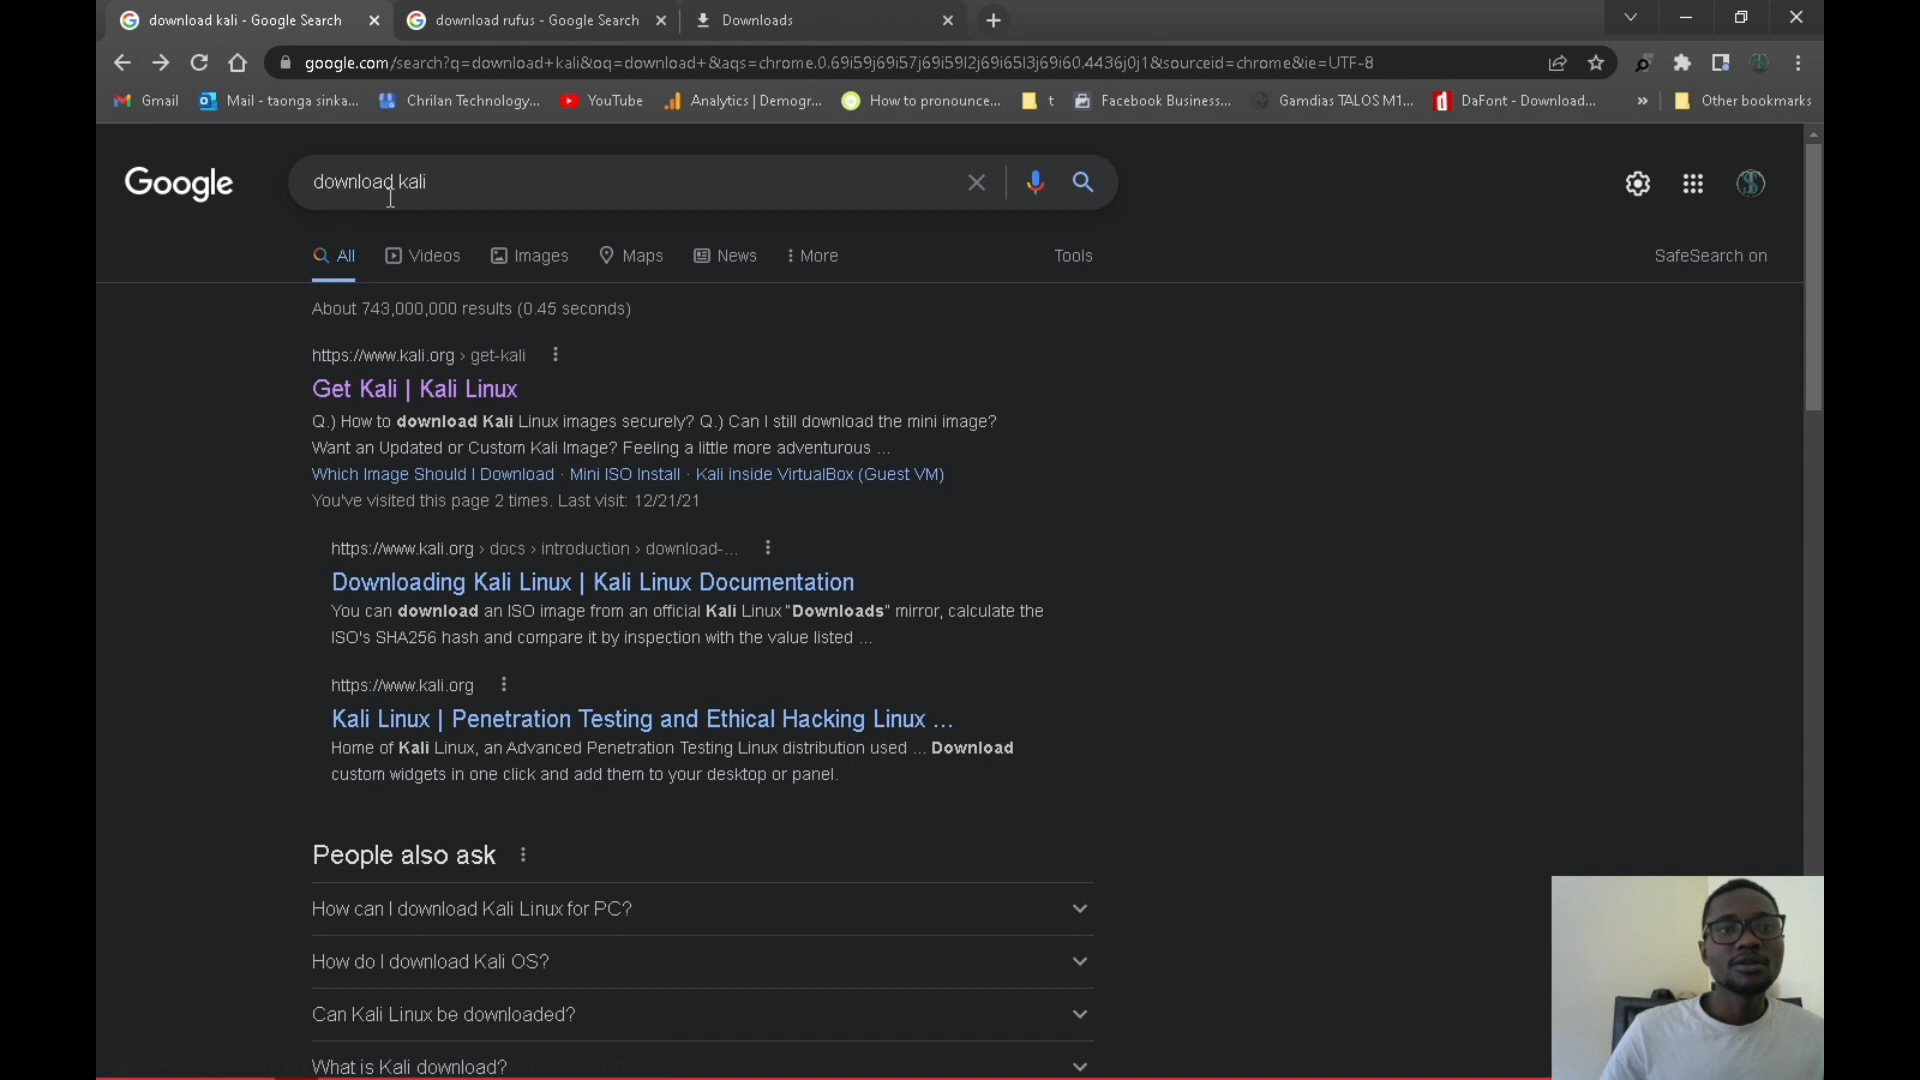 download kali - Google Search
download rufus - Google Search
Downloads
google.com/search?q=download+kali&oq=download+&aqs=chrome.0.69i59j69i57j69i59l2j69i65l3j69i60.4436j0j1&sourceid=chrome&ie=UTF-8
Gmail
Mail - taonga sinka...
Chrilan Technology...
YouTube
Analytics | Demogr...
How to pronounce...
t
Facebook Business...
Gamdias TALOS M1...
DaFont - Download...
»
Other bookmarks
Google
download kali
All
Videos
Images
Maps
News
More
Tools
SafeSearch on
About 743,000,000 results (0.45 seconds)
https://www.kali.org › get-kali
Get Kali | Kali Linux
Q.) How to download Kali Linux images securely? Q.) Can I still download the mini image?
Want an Updated or Custom Kali Image? Feeling a little more adventurous ...
Which Image Should I Download · Mini ISO Install · Kali inside VirtualBox (Guest VM)
You've visited this page 2 times. Last visit: 12/21/21
https://www.kali.org › docs › introduction › download-...
Downloading Kali Linux | Kali Linux Documentation
You can download an ISO image from an official Kali Linux "Downloads" mirror, calculate the
ISO's SHA256 hash and compare it by inspection with the value listed ...
https://www.kali.org
Kali Linux | Penetration Testing and Ethical Hacking Linux ...
Home of Kali Linux, an Advanced Penetration Testing Linux distribution used ... Download
custom widgets in one click and add them to your desktop or panel.
People also ask
How can I download Kali Linux for PC?
How do I download Kali OS?
Can Kali Linux be downloaded?
What is Kali download?